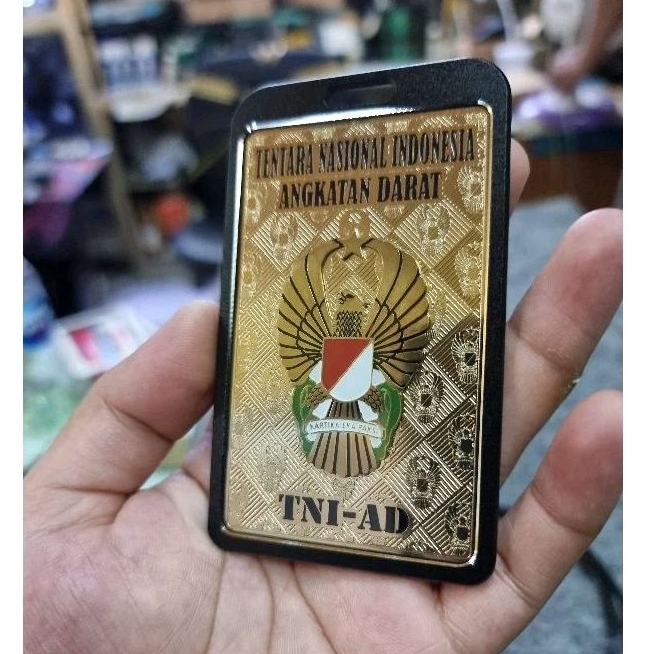 TENTARA NASIONAL INDONESIA
ANGKATAN DARAT
KARTIKA EKA PAKSI
TNI-AD